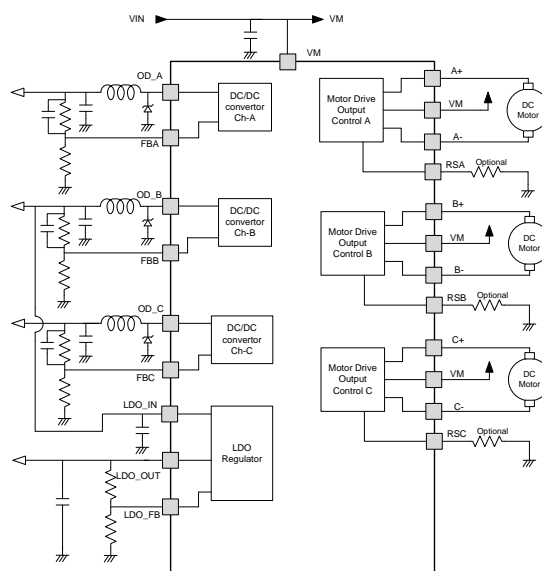 VIN
VM
VM
OD_A
DC/DC
convertor
Ch-A
FBA
OD_B
DC/DC
convertor
Ch-B
FBB
OD_C
DC/DC
convertor
Ch-C
FBC
LDO_IN
LDO
Regulator
LDO_OUT
LDO_FB
Motor Drive
Output
Control A
A+
VM
A-
DC
Motor
RSA
Optional
Motor Drive
Output
Control B
B+
VM
B-
DC
Motor
RSB
Optional
Motor Drive
Output
Control C
C+
VM
C-
DC
Motor
RSC
Optional